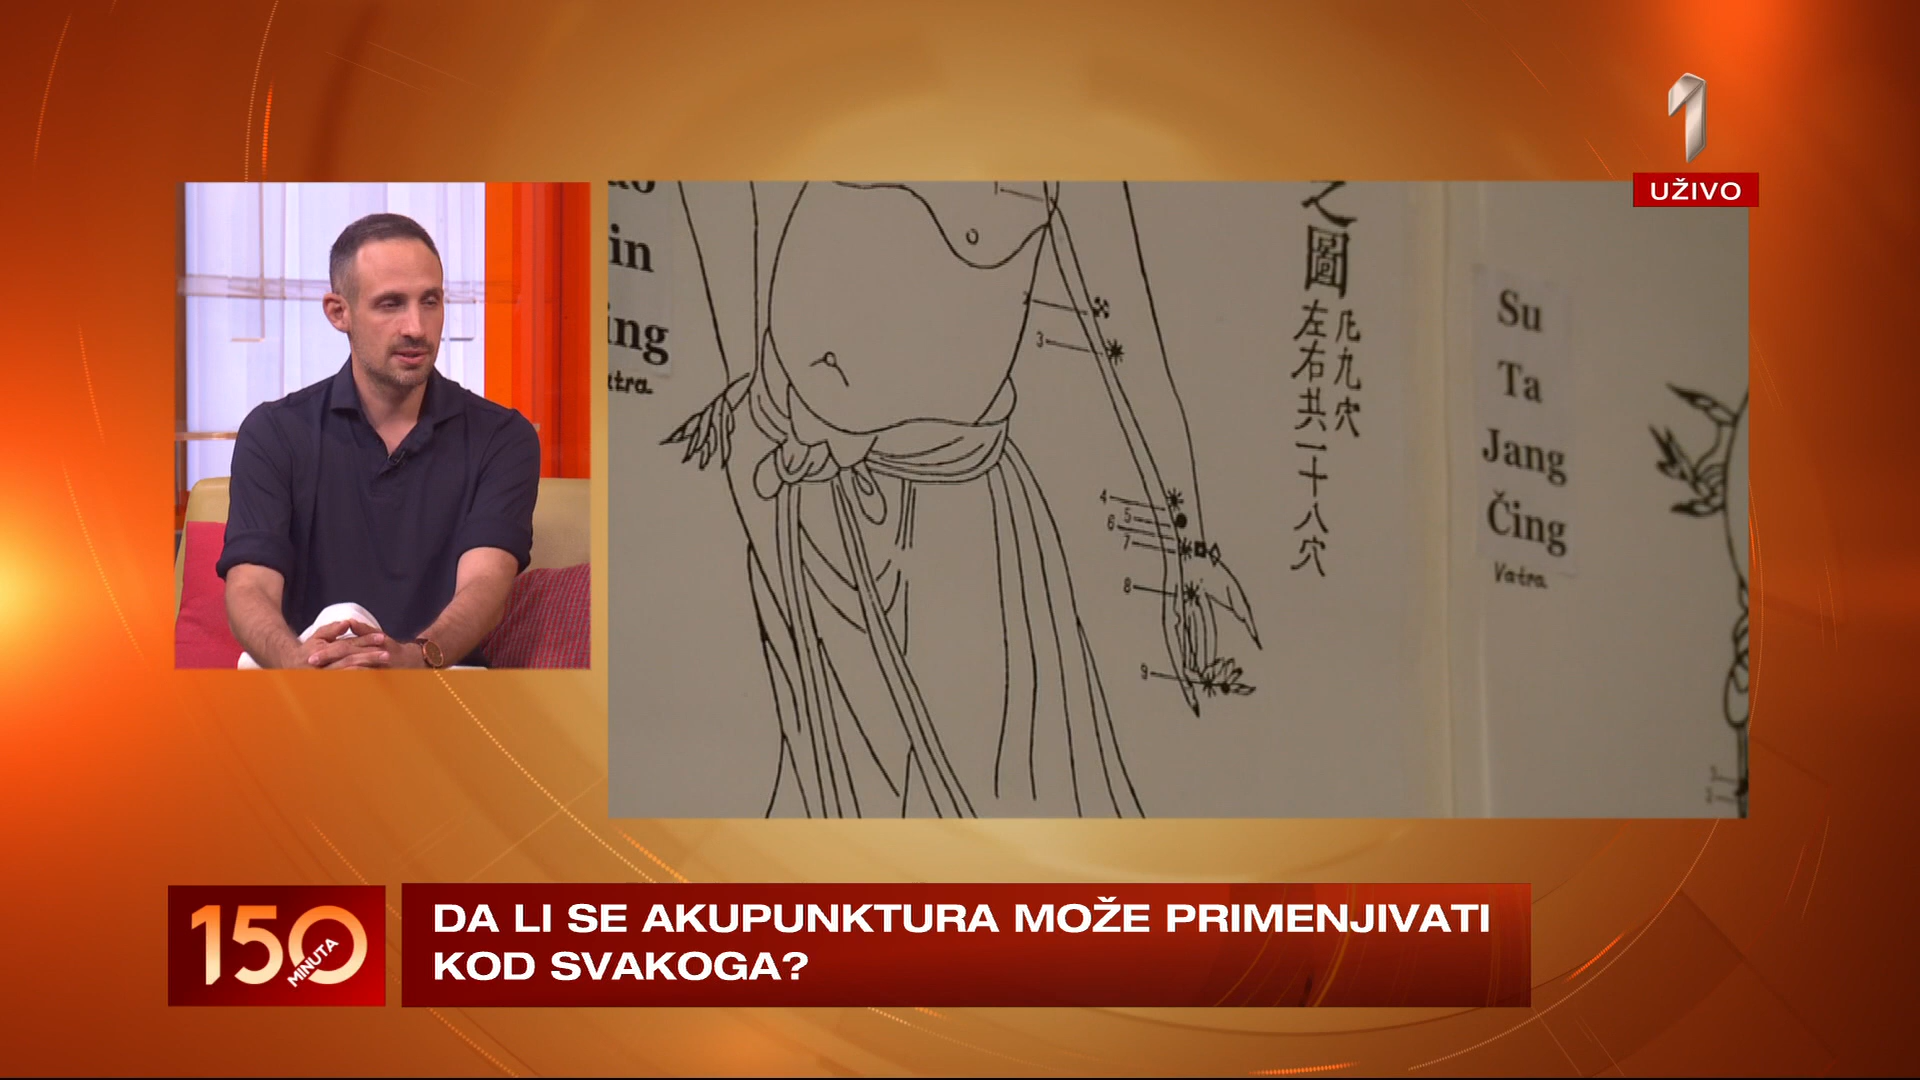 1
UŽIVO
in
ing
1
2
3
4
5
6
7
8
9
之圖
凡九穴
左右共一十八穴
Su
Ta
Jang
Čing
Vatra
150
MINUTA
DA LI SE AKUPUNKTURA MOŽE PRIMENJIVATI
KOD SVAKOGA?